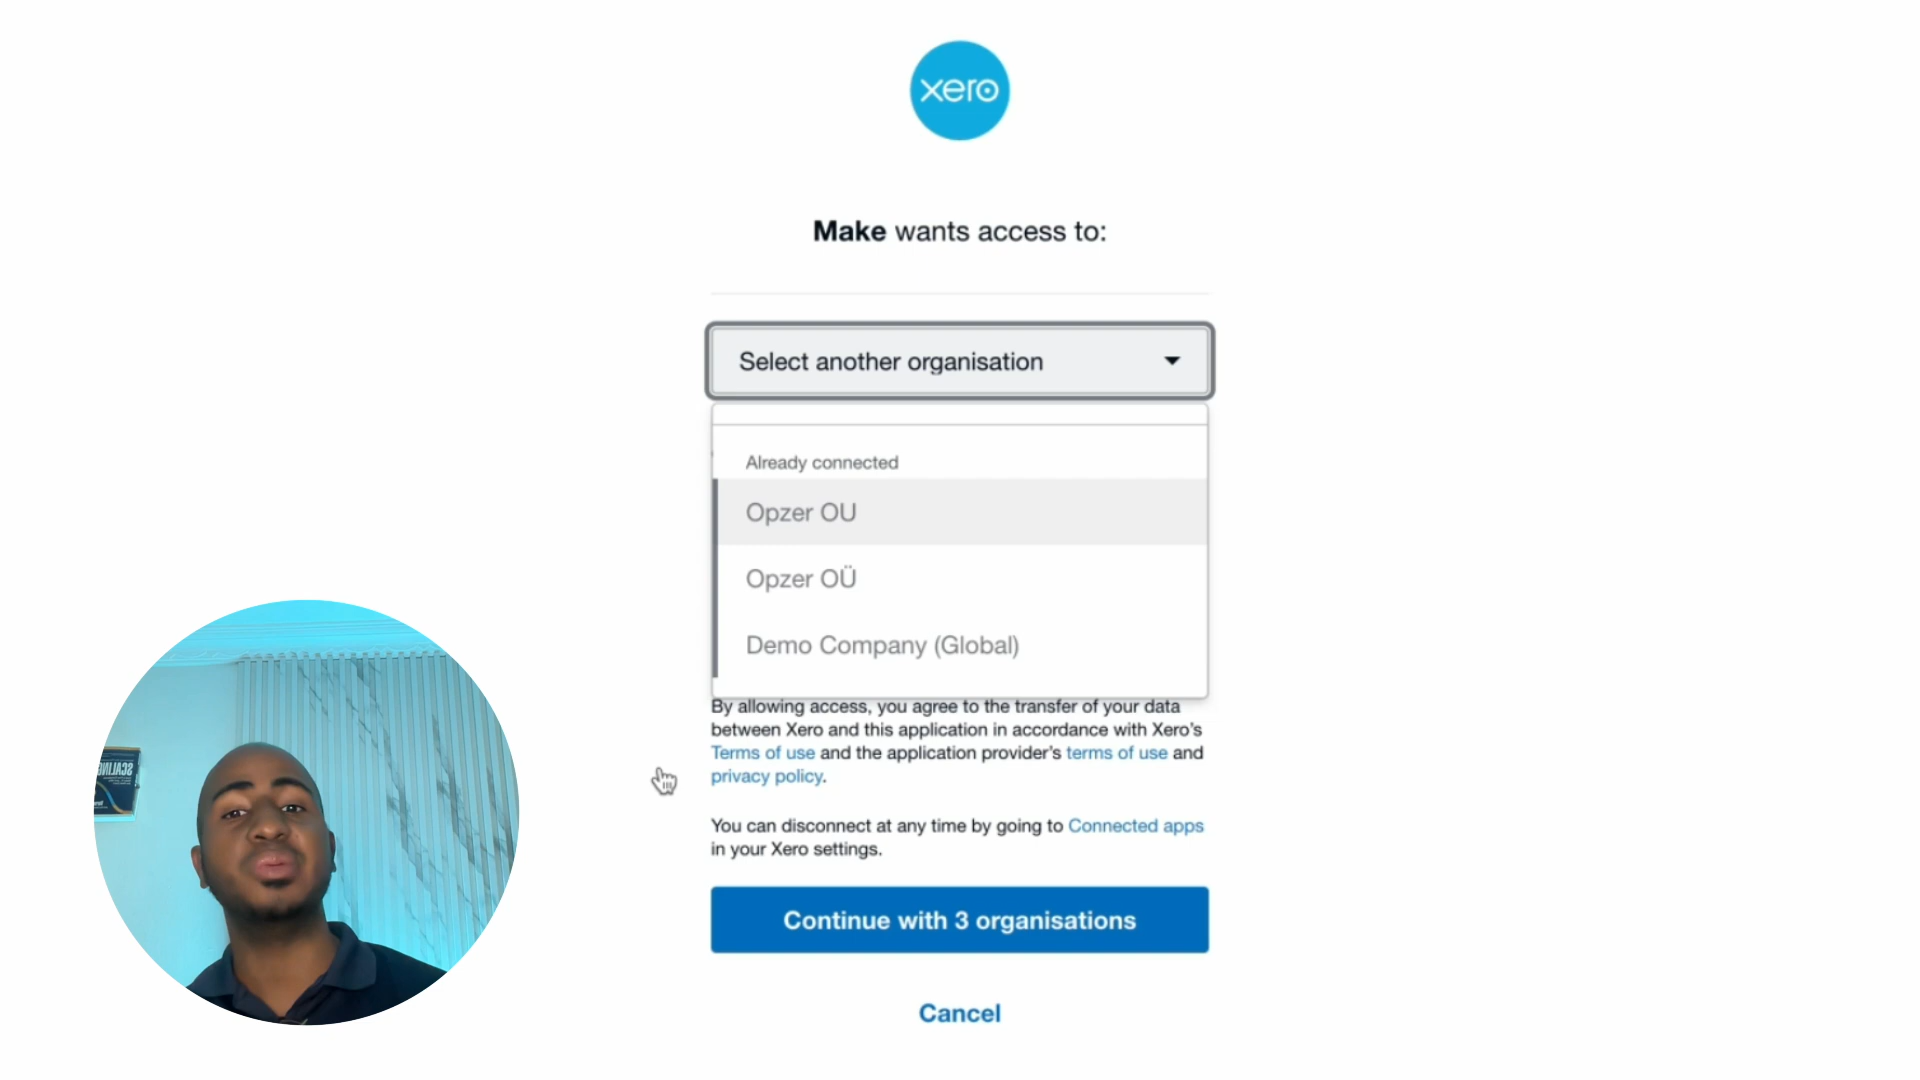 xero
Make wants access to:
Select another organisation
Already connected
Opzer OU
Opzer OÜ
Demo Company (Global)
By allowing access, you agree to the transfer of your data
between Xero and this application in accordance with Xero's
Terms of use and the application provider's terms of use and
privacy policy.
You can disconnect at any time by going to Connected apps
in your Xero settings.
SCALING
Continue with 3 organisations
Cancel